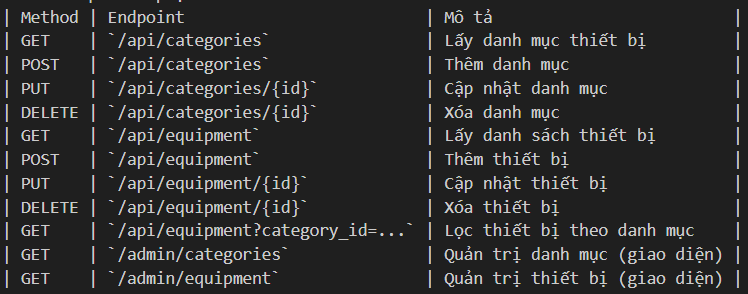 | Method | Endpoint | Mô tả |
| GET | `/api/categories` | Lấy danh mục thiết bị |
| POST | `/api/categories` | Thêm danh mục |
| PUT | `/api/categories/{id}` | Cập nhật danh mục |
| DELETE | `/api/categories/{id}` | Xóa danh mục |
| GET | `/api/equipment` | Lấy danh sách thiết bị |
| POST | `/api/equipment` | Thêm thiết bị |
| PUT | `/api/equipment/{id}` | Cập nhật thiết bị |
| DELETE | `/api/equipment/{id}` | Xóa thiết bị |
| GET | `/api/equipment?category_id=...` | Lọc thiết bị theo danh mục |
| GET | `/admin/categories` | Quản trị danh mục (giao diện) |
| GET | `/admin/equipment` | Quản trị thiết bị (giao diện) |